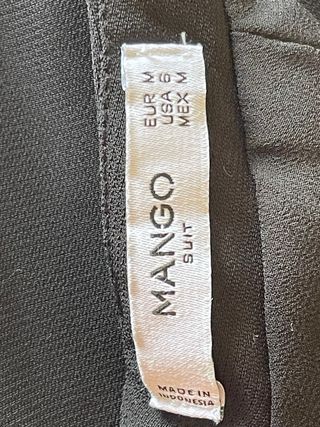 MANGO
SUIT
EUR M
USA 6
MEX M
MADE IN
INDONESIA